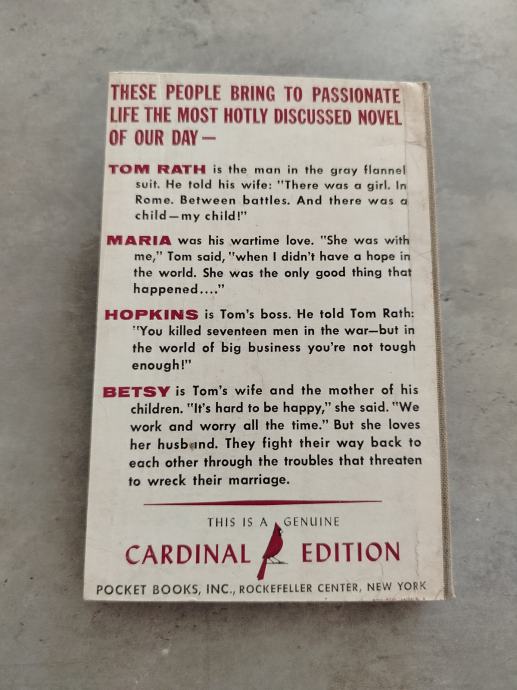 THESE PEOPLE BRING TO PASSIONATE
LIFE THE MOST HOTLY DISCUSSED NOVEL
OF OUR DAY—
TOM RATH is the man in the gray flannel
suit. He told his wife: "There was a girl. In
Rome. Between battles. And there was a
child—my child!"
MARIA was his wartime love. "She was with
me," Tom said, "when I didn't have a hope in
the world. She was the only good thing that
happened...."
HOPKINS is Tom's boss. He told Tom Rath:
"You killed seventeen men in the war—but in
the world of big business you're not tough
enough!"
BETSY is Tom's wife and the mother of his
children. "It's hard to be happy," she said. "We
work and worry all the time." But she loves
her husband. They fight their way back to
each other through the troubles that threaten
to wreck their marriage.
THIS IS A GENUINE
CARDINAL EDITION
POCKET BOOKS, INC., ROCKEFELLER CENTER, NEW YORK